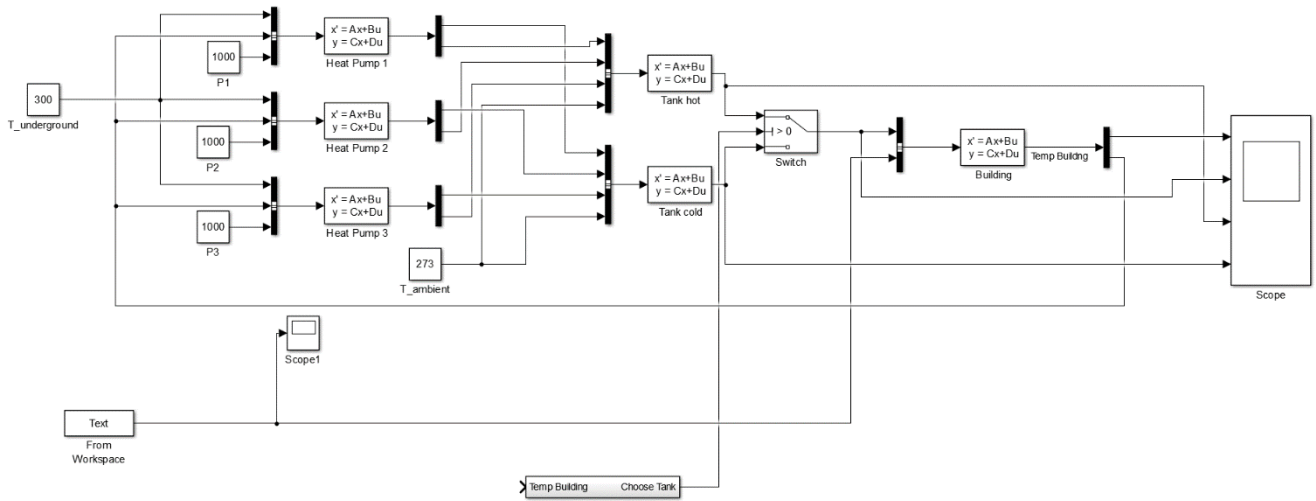 300
T_underground
1000
P1
x' = Ax+Bu
y = Cx+Du
Heat Pump 1
1000
P2
x' = Ax+Bu
y = Cx+Du
Heat Pump 2
1000
P3
x' = Ax+Bu
y = Cx+Du
Heat Pump 3
273
T_ambient
x' = Ax+Bu
y = Cx+Du
Tank hot
x' = Ax+Bu
y = Cx+Du
Tank cold
> 0
Switch
x' = Ax+Bu
y = Cx+Du
Building
Temp Buildng
Scope
Scope1
Text
From
Workspace
Temp Building Choose Tank